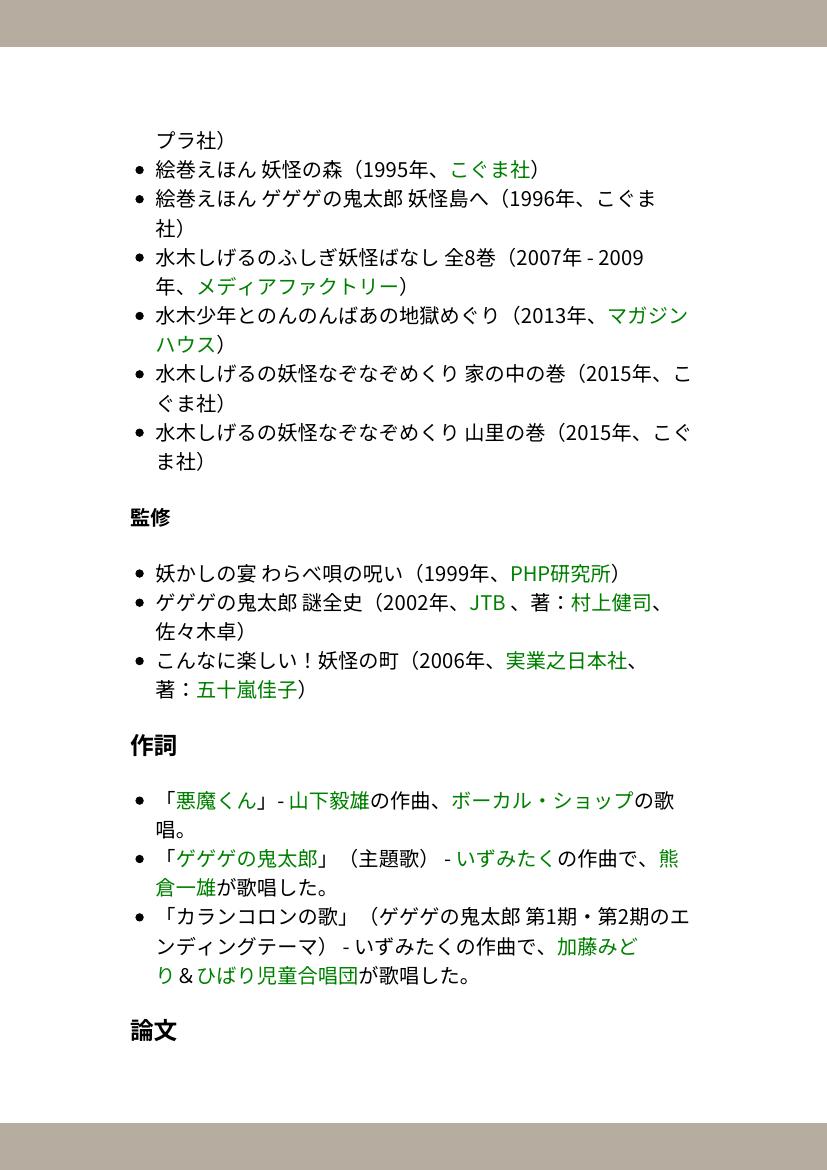 プラ社）
• 絵巻えほん 妖怪の森（1995年、こぐま社）
• 絵巻えほん ゲゲゲの鬼太郎 妖怪島へ（1996年、こぐま
社）
• 水木しげるのふしぎ妖怪ばなし 全8巻（2007年 - 2009
年、メディアファクトリー）
• 水木少年とのんのんばあの地獄めぐり（2013年、マガジン
ハウス）
• 水木しげるの妖怪なぞなぞめくり 家の中の巻（2015年、こ
ぐま社）
• 水木しげるの妖怪なぞなぞめくり 山里の巻（2015年、こぐ
ま社）
監修
• 妖かしの宴 わらべ唄の呪い（1999年、PHP研究所）
• ゲゲゲの鬼太郎 謎全史（2002年、JTB 、著：村上健司、
佐々木卓）
• こんなに楽しい！妖怪の町（2006年、実業之日本社、
著：五十嵐佳子）
作詞
• 「悪魔くん」- 山下毅雄の作曲、ボーカル・ショップの歌
唱。
• 「ゲゲゲの鬼太郎」（主題歌） - いずみたくの作曲で、熊
倉一雄が歌唱した。
• 「カランコロンの歌」（ゲゲゲの鬼太郎 第1期・第2期のエ
ンディングテーマ） - いずみたくの作曲で、加藤みど
り＆ひばり児童合唱団が歌唱した。
論文